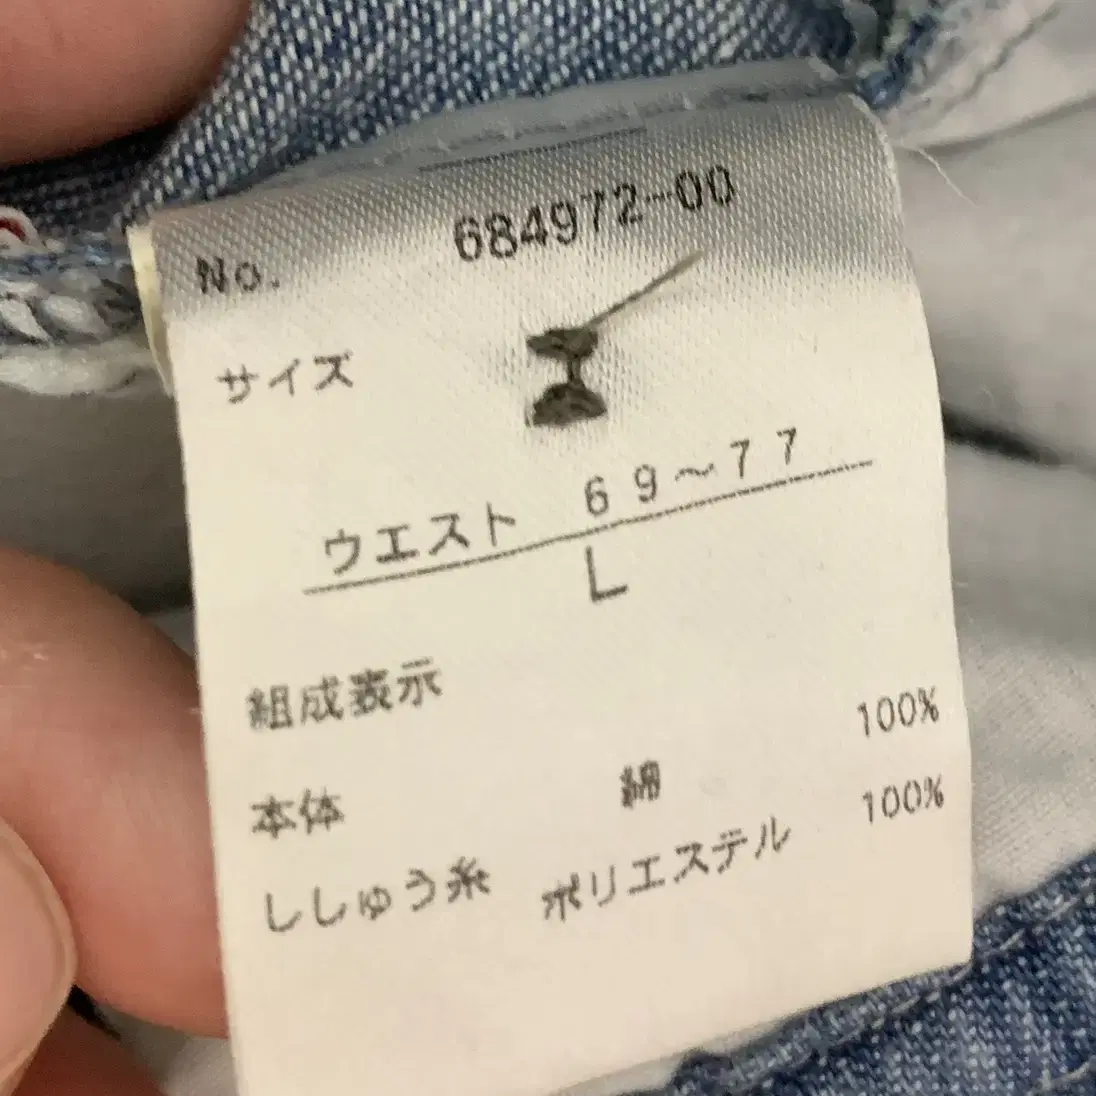 No. 684972-00
サイズ
ウエスト 69〜77
L
組成表示
本体 綿 100%
ししゅう糸 ポリエステル 100%